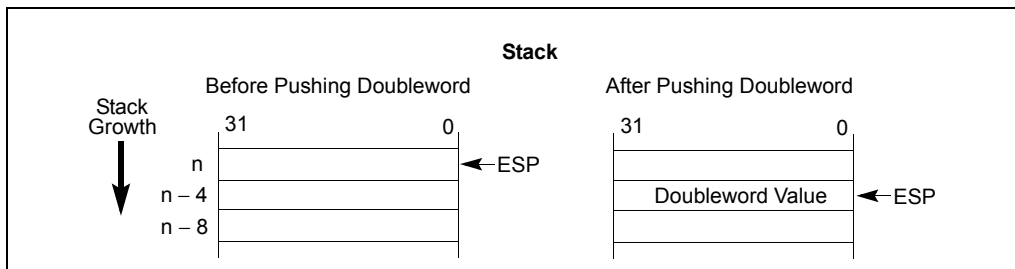 Stack
Before Pushing Doubleword
After Pushing Doubleword
Stack
Growth
31 0
31 0
n
ESP
n – 4
Doubleword Value
ESP
n – 8